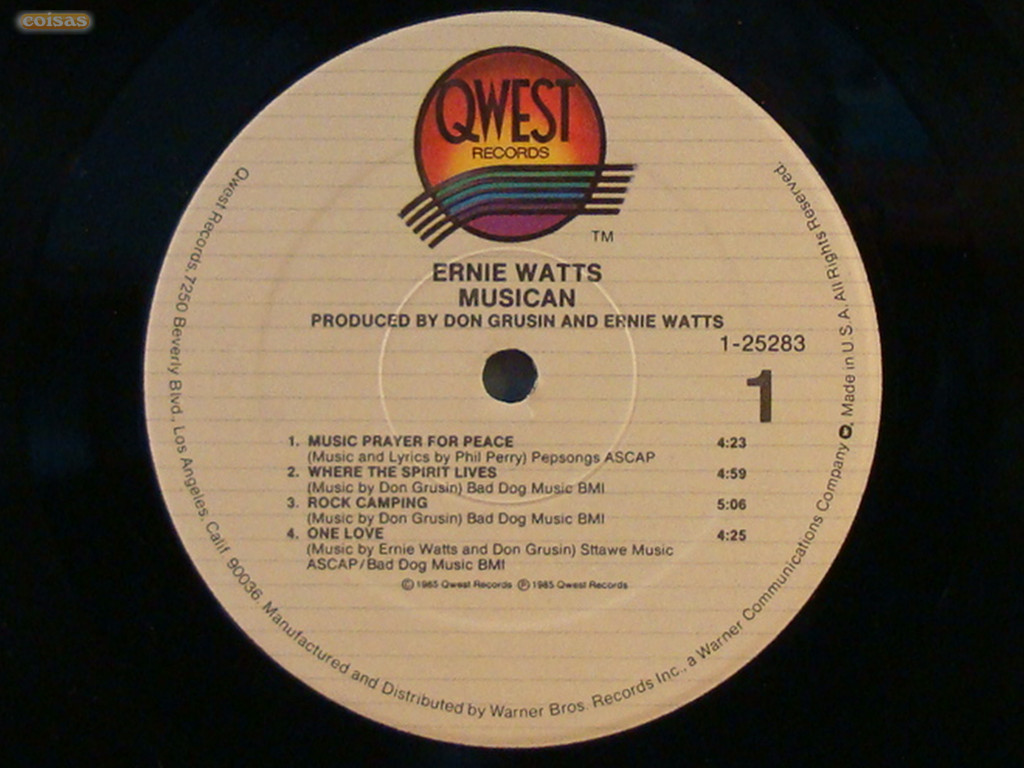 coisas
QWEST
RECORDS
TM
ERNIE WATTS
MUSICAN
PRODUCED BY DON GRUSIN AND ERNIE WATTS
1-25283
1
1. MUSIC PRAYER FOR PEACE 4:23
(Music and Lyrics by Phil Perry) Pepsongs ASCAP
2. WHERE THE SPIRIT LIVES 4:59
(Music by Don Grusin) Bad Dog Music BMI
3. ROCK CAMPING 5:06
(Music by Don Grusin) Bad Dog Music BMI
4. ONE LOVE 4:25
(Music by Ernie Watts and Don Grusin) Sttawe Music
ASCAP/Bad Dog Music BMI
© 1985 Qwest Records ℗ 1985 Qwest Records
Qwest Records, 7250 Beverly Blvd., Los Angeles, Calif. 90036. Manufactured and Distributed by Warner Bros. Records Inc., a Warner Communications Company Made in U.S.A. All Rights Reserved.